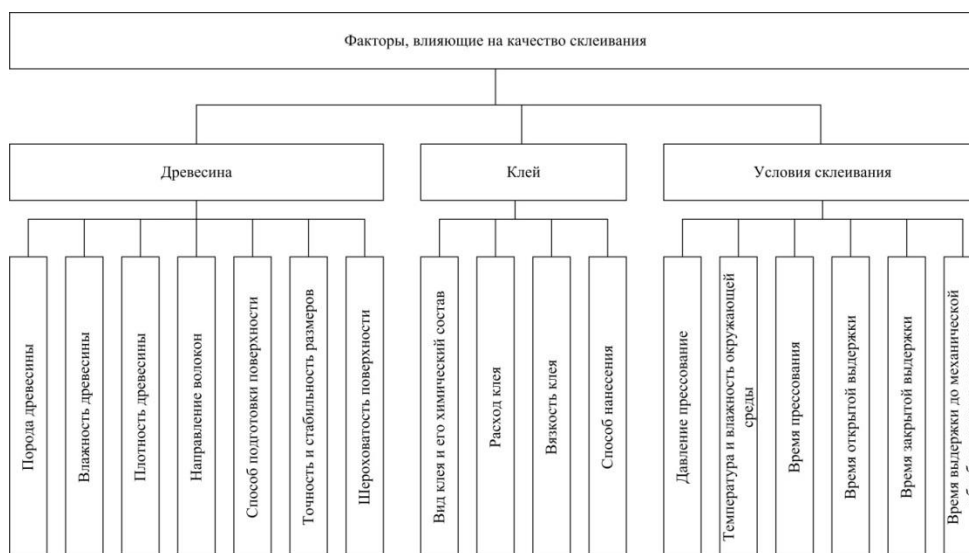 Факторы, влияющие на качество склеивания
Древесина
Клей
Условия склеивания
Порода древесины
Влажность древесины
Плотность древесины
Направление волокон
Способ подготовки поверхности
Точность и стабильность размеров
Шероховатость поверхности
Вид клея и его химический состав
Расход клея
Вязкость клея
Способ нанесения
Давление прессование
Температура и влажность окружающей
среды
Время прессования
Время открытой выдержки
Время закрытой выдержки
Время выдержки до механической